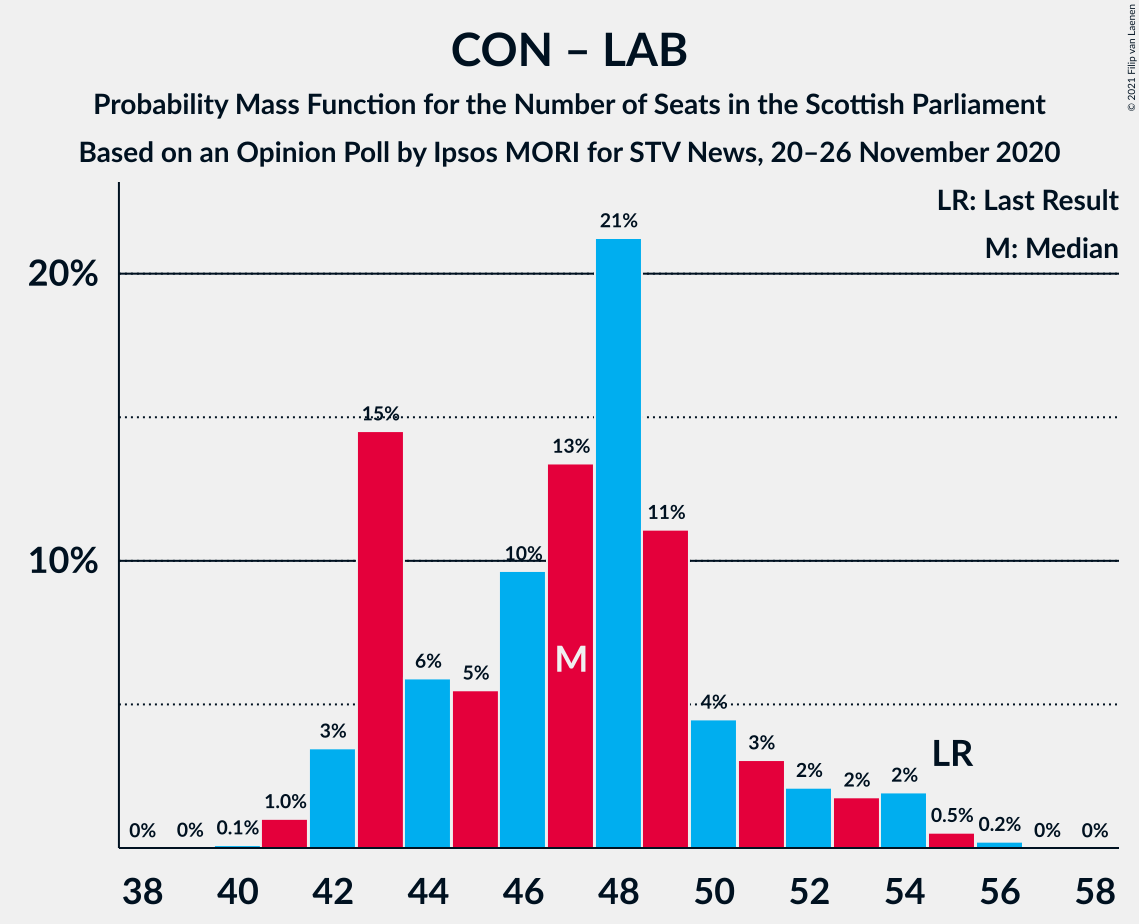 CON – LAB
Probability Mass Function for the Number of Seats in the Scottish Parliament
Based on an Opinion Poll by Ipsos MORI for STV News, 20–26 November 2020
© 2021 Filip van Laenen
LR: Last Result
M: Median
20%
10%
0%
0%
0.1%
1.0%
3%
15%
6%
5%
10%
13%
21%
11%
4%
3%
2%
2%
2%
0.5%
0.2%
0%
0%
M
LR
38 40 42 44 46 48 50 52 54 56 58